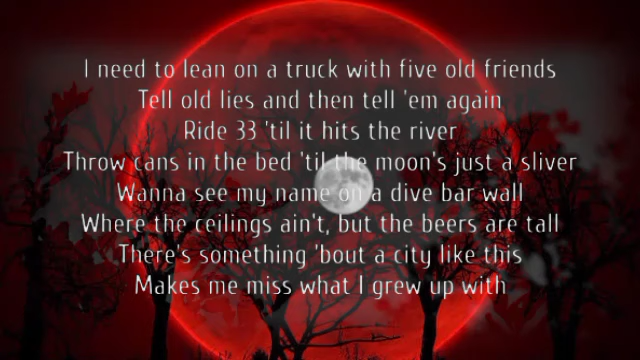 I need to lean on a truck with five old friends
Tell old lies and then tell 'em again
Ride 33 'til it hits the river
Throw cans in the bed 'til the moon's just a sliver
Wanna see my name on a dive bar wall
Where the ceilings ain't, but the beers are tall
There's something 'bout a city like this
Makes me miss what I grew up with